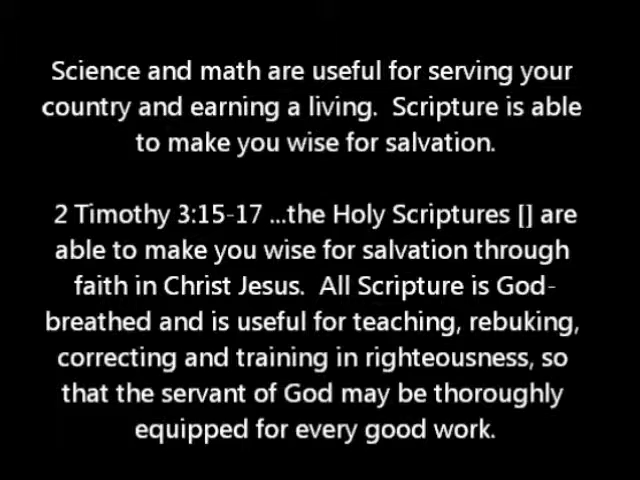 Science and math are useful for serving your
country and earning a living.  Scripture is able
to make you wise for salvation.
2 Timothy 3:15-17 ...the Holy Scriptures [] are
able to make you wise for salvation through
faith in Christ Jesus.  All Scripture is God-
breathed and is useful for teaching, rebuking,
correcting and training in righteousness, so
that the servant of God may be thoroughly
equipped for every good work.